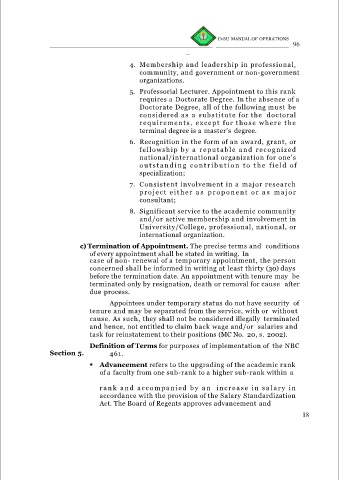 CvSU MANUAL OF OPERATIONS
96
4. Membership and leadership in professional,
community, and government or non-government
organizations.
5. Professorial Lecturer. Appointment to this rank
requires a Doctorate Degree. In the absence of a
Doctorate Degree, all of the following must be
considered as a substitute for the doctoral
requirements, except for those where the
terminal degree is a master's degree.
6. Recognition in the form of an award, grant, or
fellowship by a reputable and recognized
national/international organization for one's
outstanding contribution to the field of
specialization;
7. Consistent involvement in a major research
project either as proponent or as major
consultant;
8. Significant service to the academic community
and/or active membership and involvement in
University/College, professional, national, or
international organization.
c) Termination of Appointment. The precise terms and conditions
of every appointment shall be stated in writing. In
case of non- renewal of a temporary appointment, the person
concerned shall be informed in writing at least thirty (30) days
before the termination date. An appointment with tenure may be
terminated only by resignation, death or removal for cause after
due process.
Appointees under temporary status do not have security of
tenure and may be separated from the service, with or without
cause. As such, they shall not be considered illegally terminated
and hence, not entitled to claim back wage and/or salaries and
task for reinstatement to their positions (MC No. 20, s. 2002).
Definition of Terms for purposes of implementation of the NBC
Section 5. 461.
• Advancement refers to the upgrading of the academic rank
of a faculty from one sub-rank to a higher sub-rank within a
rank and accompanied by an increase in salary in
accordance with the provision of the Salary Standardization
Act. The Board of Regents approves advancement and
18